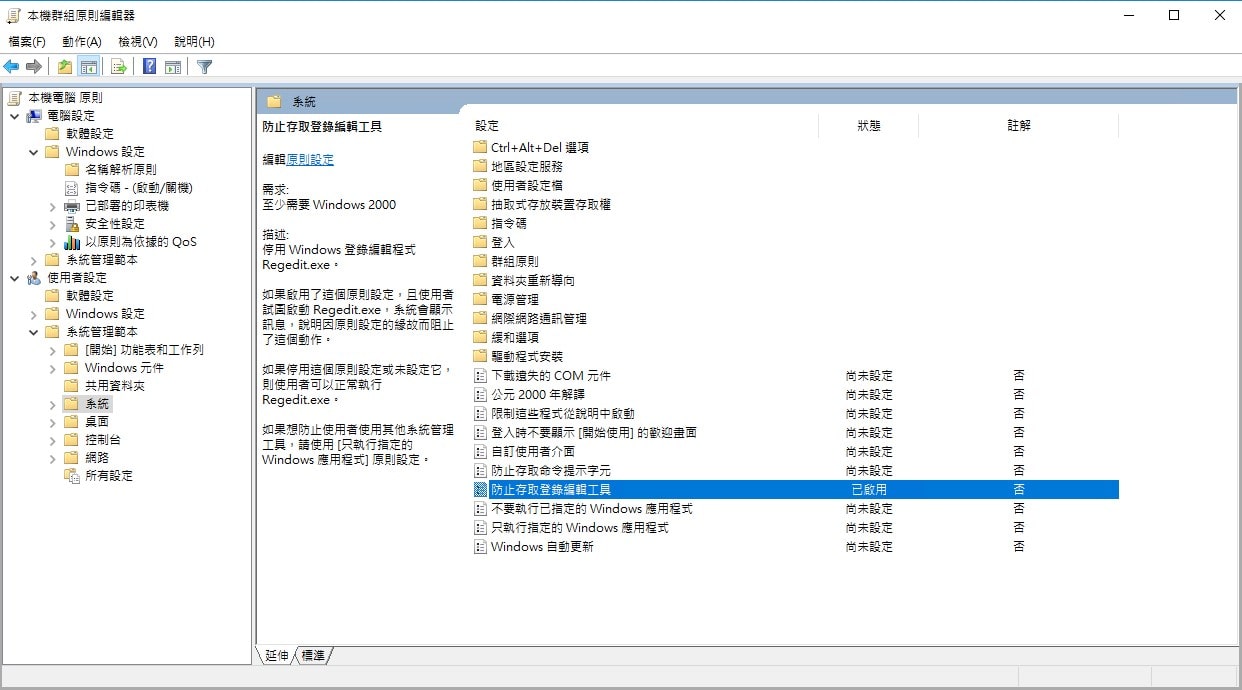 本機群組原則編輯器
檔案(F) 動作(A) 檢視(V) 說明(H)
本機電腦 原則
電腦設定
軟體設定
Windows 設定
名稱解析原則
指令碼 - (啟動/關機)
已部署的印表機
安全性設定
以原則為依據的 QoS
系統管理範本
使用者設定
軟體設定
Windows 設定
系統管理範本
[開始] 功能表和工作列
Windows 元件
共用資料夾
系統
桌面
控制台
網路
所有設定
系統
防止存取登錄編輯工具
編輯原則設定
需求:
至少需要 Windows 2000
描述:
停用 Windows 登錄編輯程式
Regedit.exe。
如果啟用了這個原則設定，且使用者
試圖啟動 Regedit.exe，系統會顯示
訊息，說明因原則設定的緣故而阻止
了這個動作。
如果停用這個原則設定或未設定它，
則使用者可以正常執行
Regedit.exe。
如果想防止使用者使用其他系統管理
工具，請使用 [只執行指定的
Windows 應用程式] 原則設定。
設定 狀態 註解
Ctrl+Alt+Del 選項
地區設定服務
使用者設定檔
抽取式存放裝置存取權
指令碼
登入
群組原則
資料夾重新導向
電源管理
網際網路通訊管理
緩和選項
驅動程式安裝
下載遺失的 COM 元件 尚未設定 否
公元 2000 年解譯 尚未設定 否
限制這些程式從說明中啟動 尚未設定 否
登入時不要顯示 [開始使用] 的歡迎畫面 尚未設定 否
自訂使用者介面 尚未設定 否
防止存取命令提示字元 尚未設定 否
防止存取登錄編輯工具 已啟用 否
不要執行已指定的 Windows 應用程式 尚未設定 否
只執行指定的 Windows 應用程式 尚未設定 否
Windows 自動更新 尚未設定 否
延伸 標準